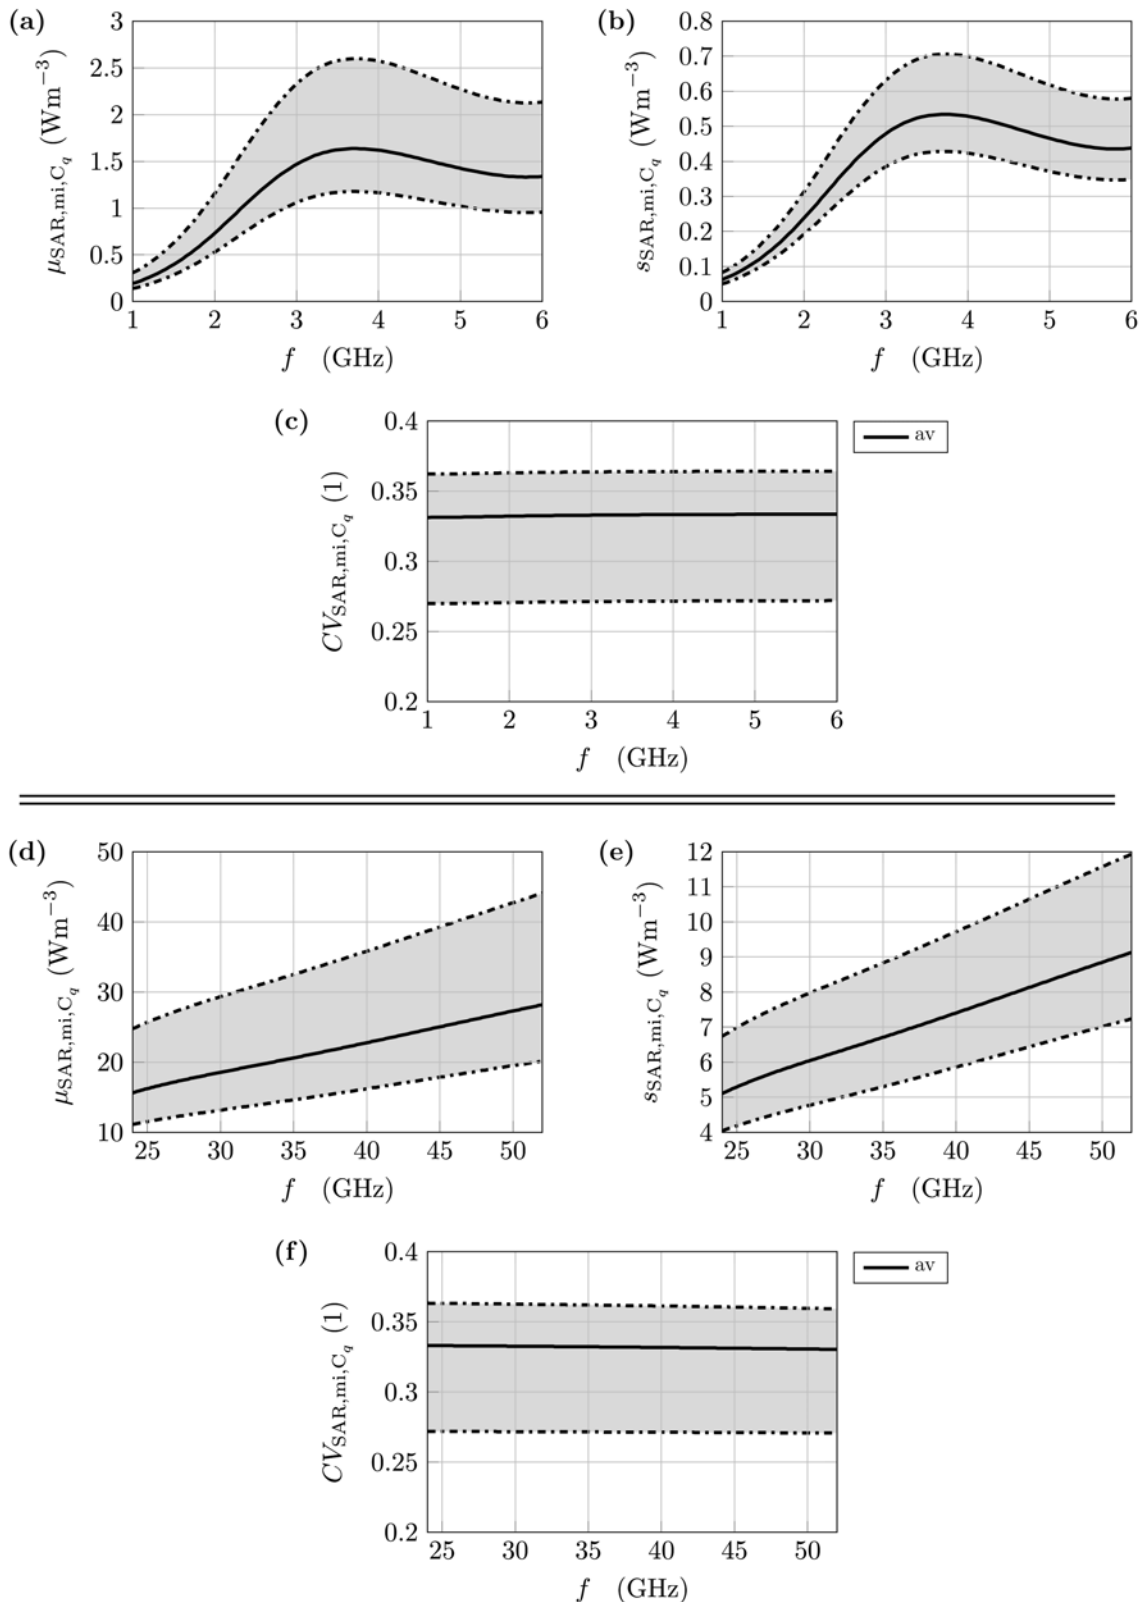 (a)
μSAR,mi,Cq (Wm−3)
3
2.5
2
1.5
1
0.5
0
1 2 3 4 5 6
f (GHz)
(b)
sSAR,mi,Cq (Wm−3)
0.8
0.7
0.6
0.5
0.4
0.3
0.2
0.1
0
1 2 3 4 5 6
f (GHz)
(c)
CVSAR,mi,Cq (1)
0.4
0.35
0.3
0.25
0.2
1 2 3 4 5 6
f (GHz)
av
(d)
μSAR,mi,Cq (Wm−3)
50
40
30
20
10
25 30 35 40 45 50
f (GHz)
(e)
sSAR,mi,Cq (Wm−3)
12
11
10
9
8
7
6
5
4
25 30 35 40 45 50
f (GHz)
(f)
CVSAR,mi,Cq (1)
0.4
0.35
0.3
0.25
0.2
25 30 35 40 45 50
f (GHz)
av